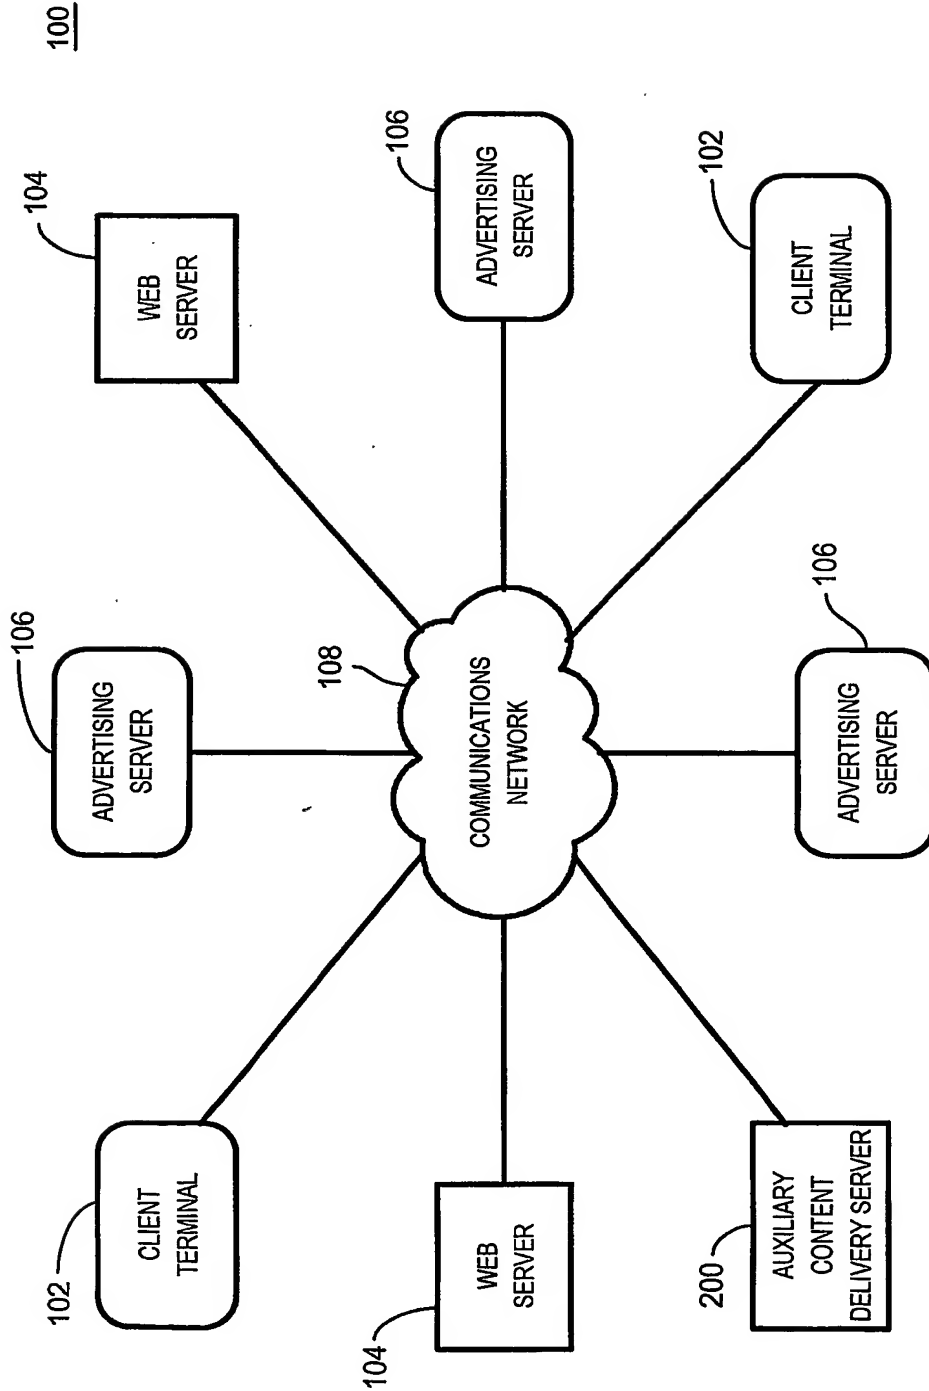 100
102
CLIENT
TERMINAL
106
ADVERTISING
SERVER
104
WEB
SERVER
104
WEB
SERVER
108
COMMUNICATIONS
NETWORK
106
ADVERTISING
SERVER
200
AUXILIARY
CONTENT
DELIVERY SERVER
106
ADVERTISING
SERVER
102
CLIENT
TERMINAL